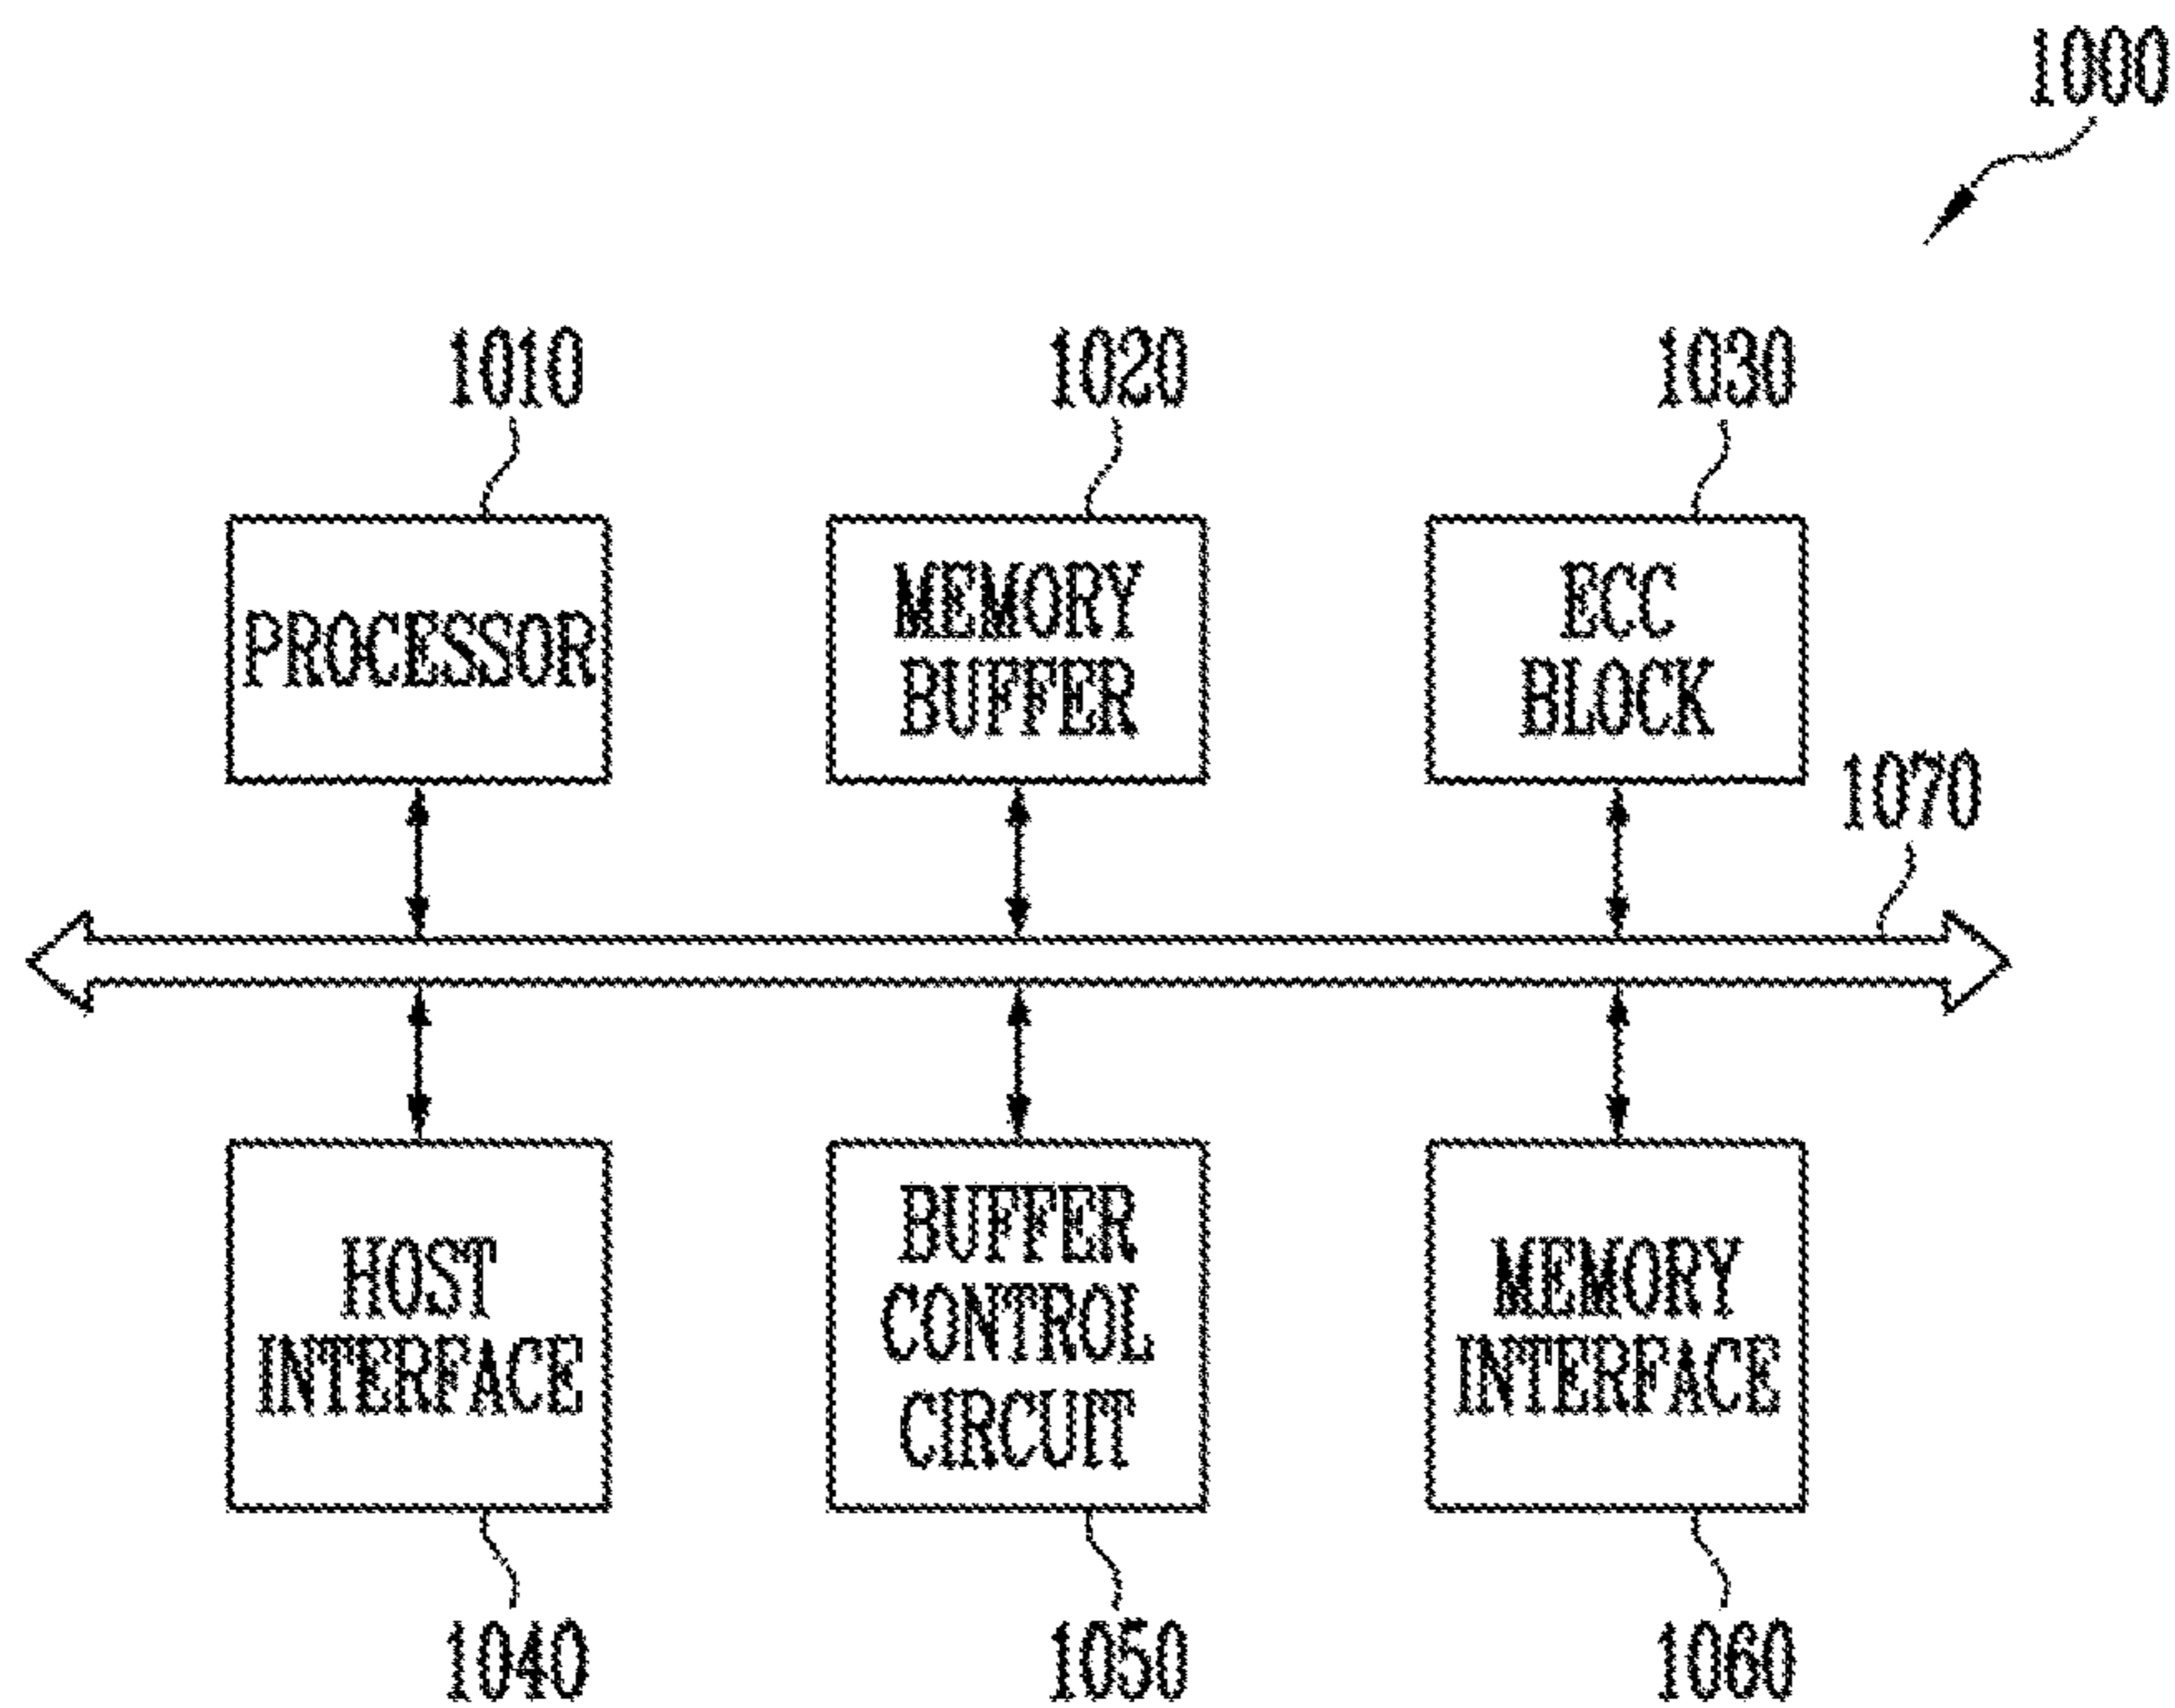 1000
1010
1020
1030
PROCESSOR
MEMORY
BUFFER
ECC
BLOCK
1070
HOST
INTERFACE
BUFFER
CONTROL
CIRCUIT
MEMORY
INTERFACE
1040
1050
1060